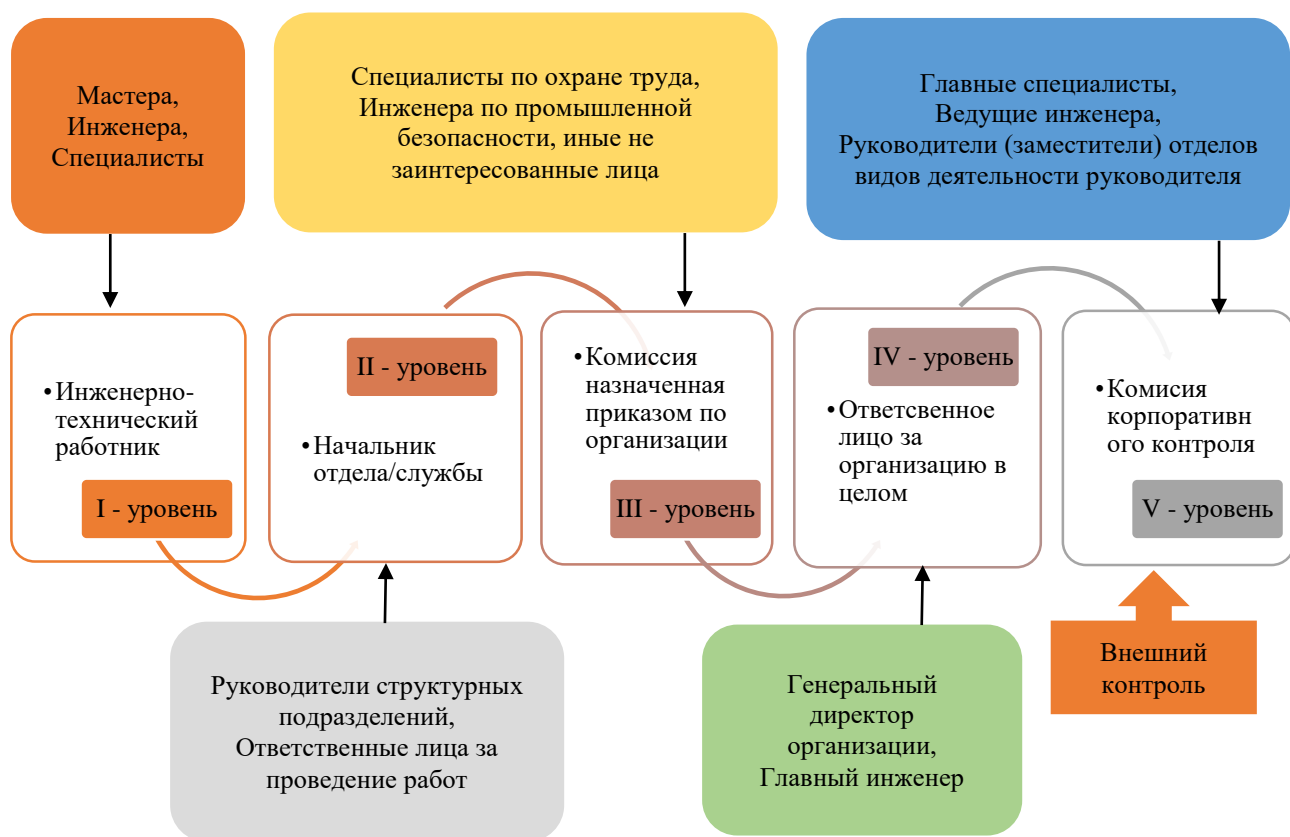 Мастера,
Инженера,
Специалисты
Специалисты по охране труда,
Инженера по промышленной
безопасности, иные не
заинтересованные лица
Главные специалисты,
Ведущие инженера,
Руководители (заместители) отделов
видов деятельности руководителя
•Инженерно-
технический
работник
I - уровень
II - уровень
•Начальник
отдела/службы
•Комиссия
назначенная
приказом по
организации
III - уровень
IV - уровень
•Ответсвенное
лицо за
организацию в
целом
•Комисия
корпоративн
ого контроля
V - уровень
Руководители структурных
подразделений,
Ответственные лица за
проведение работ
Генеральный
директор
организации,
Главный инженер
Внешний
контроль